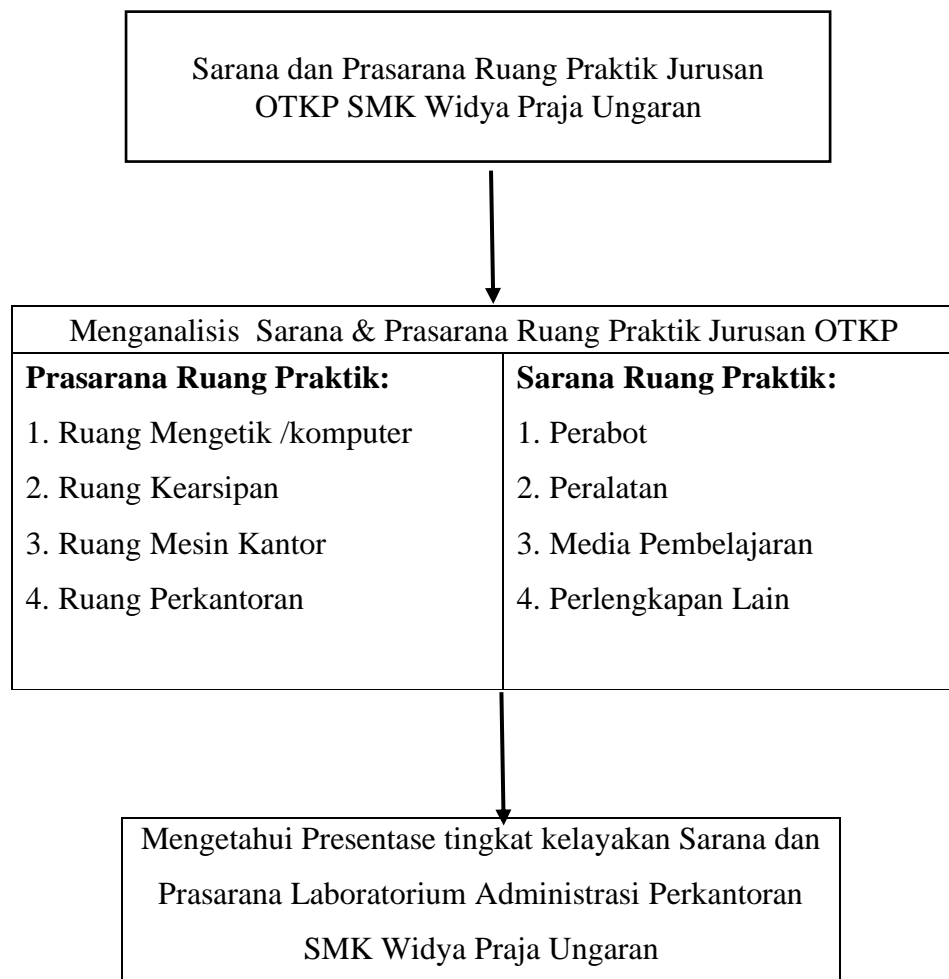 Sarana dan Prasarana Ruang Praktik Jurusan
OTKP SMK Widya Praja Ungaran
Menganalisis Sarana & Prasarana Ruang Praktik Jurusan OTKP
Prasarana Ruang Praktik:
1. Ruang Mengetik /komputer
2. Ruang Kearsipan
3. Ruang Mesin Kantor
4. Ruang Perkantoran
Sarana Ruang Praktik:
1. Perabot
2. Peralatan
3. Media Pembelajaran
4. Perlengkapan Lain
Mengetahui Presentase tingkat kelayakan Sarana dan
Prasarana Laboratorium Administrasi Perkantoran
SMK Widya Praja Ungaran